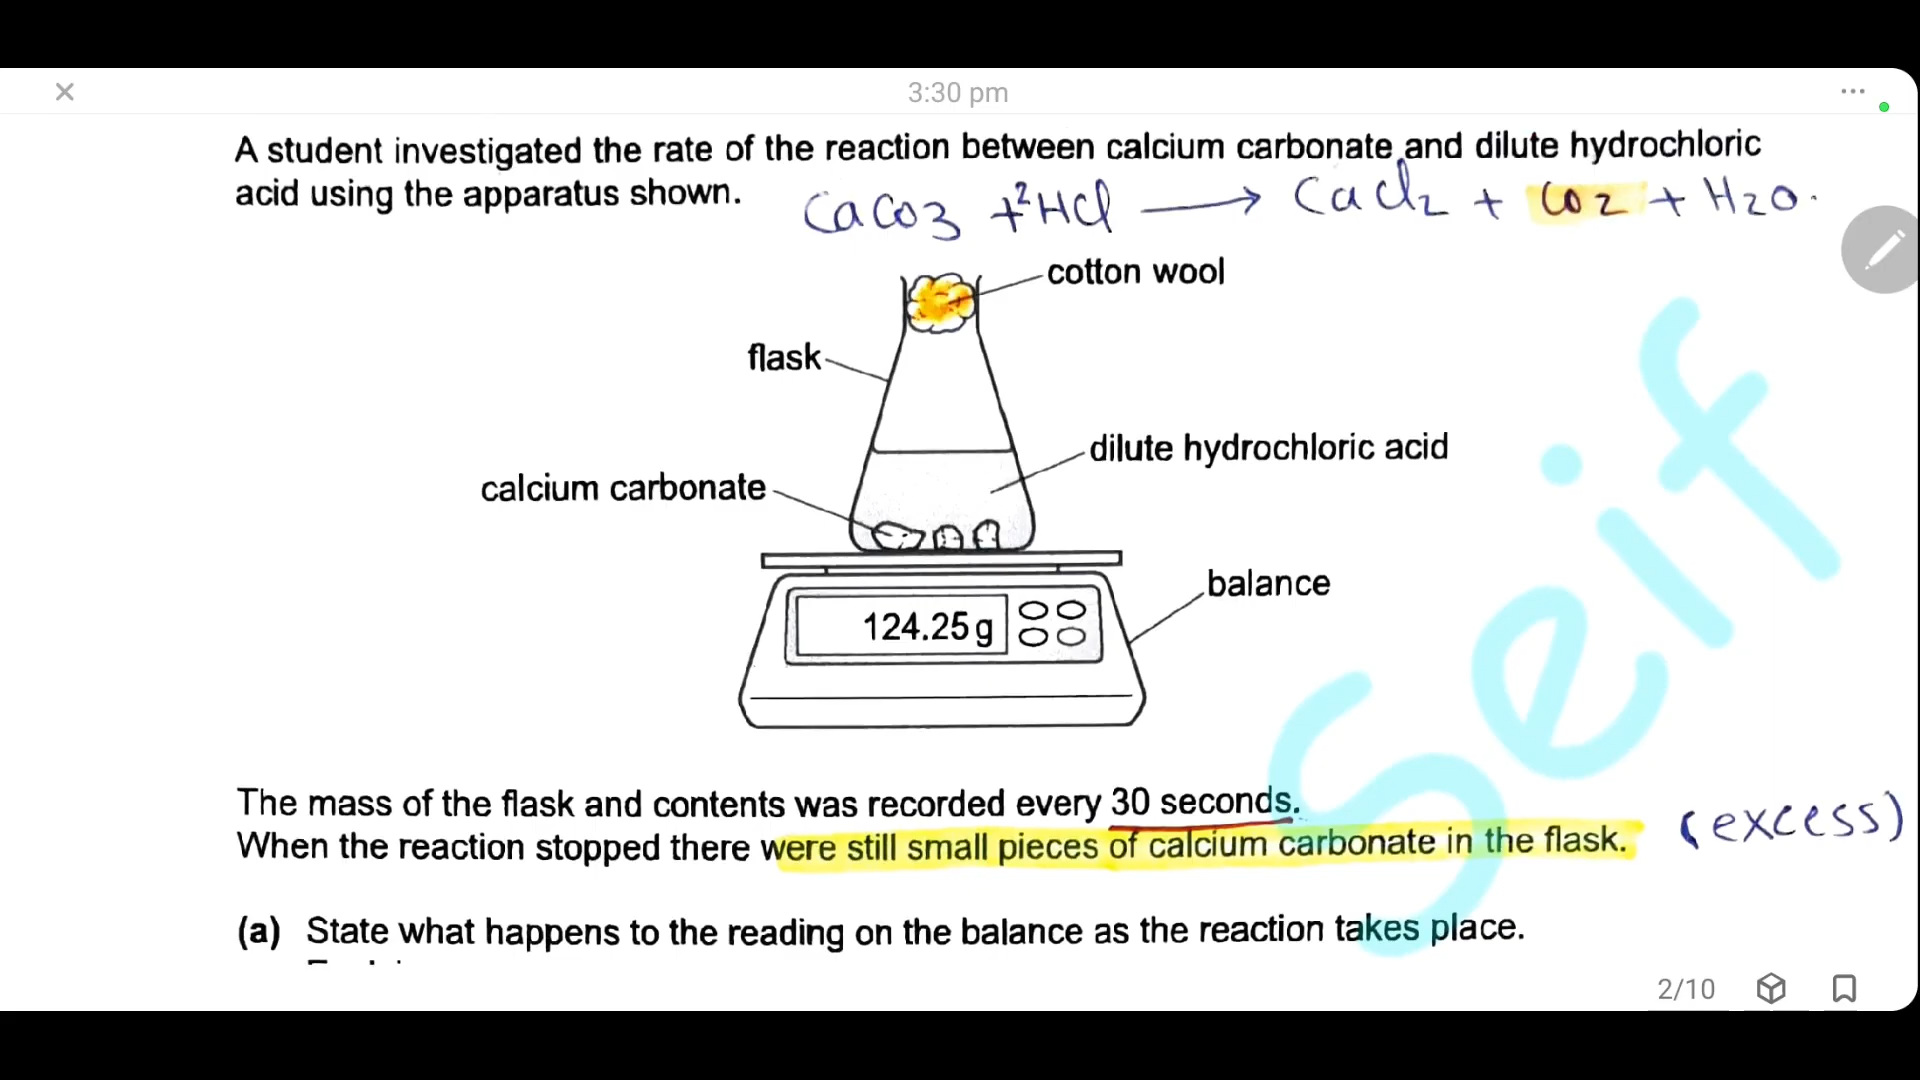 3:30 pm
A student investigated the rate of the reaction between calcium carbonate and dilute hydrochloric
acid using the apparatus shown.
CaCO3 + 2HCl → CaCl2 + CO2 + H2O.
cotton wool
flask
dilute hydrochloric acid
calcium carbonate
balance
124.25 g
The mass of the flask and contents was recorded every 30 seconds.
When the reaction stopped there were still small pieces of calcium carbonate in the flask. (excess)
(a) State what happens to the reading on the balance as the reaction takes place.
2/10
Seif